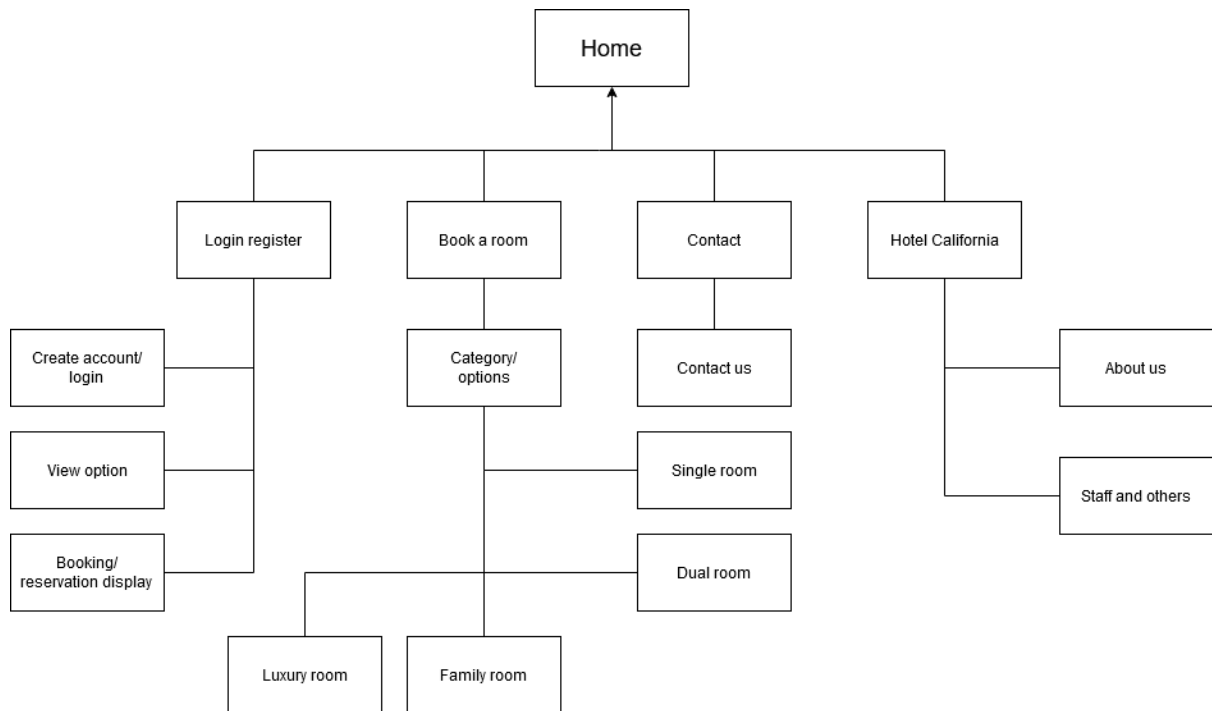 Home
Login register
Book a room
Contact
Hotel California
Create account/
login
Category/
options
Contact us
About us
View option
Single room
Staff and others
Booking/
reservation display
Dual room
Luxury room
Family room